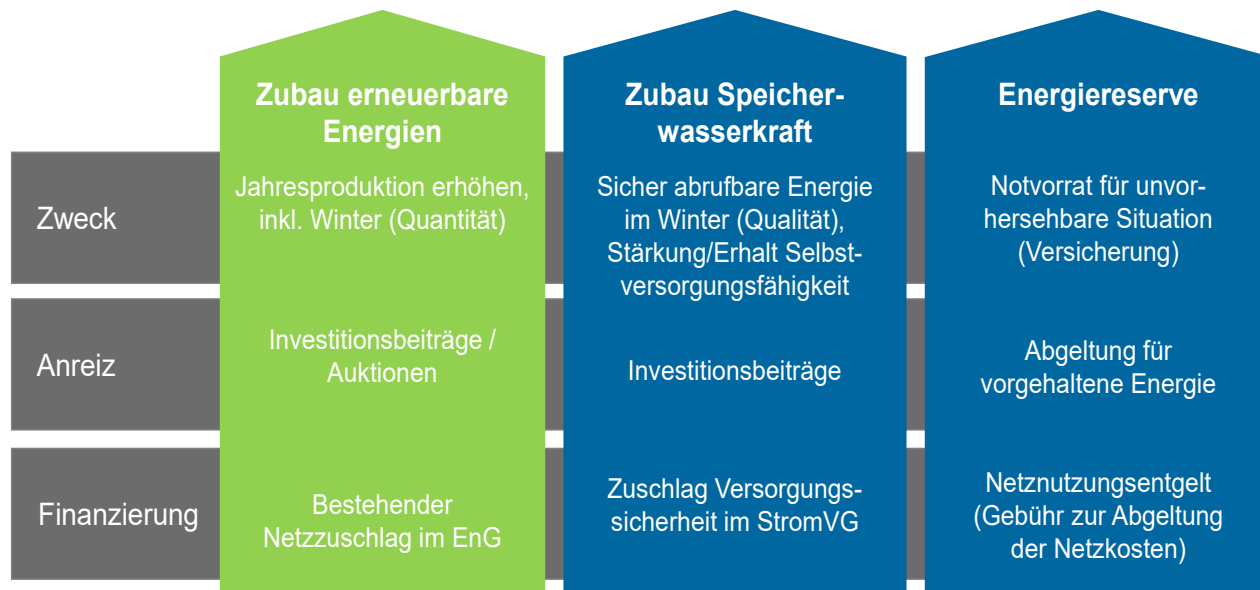 Zubau erneuerbare
Energien
Zubau Speicher-
wasserkraft
Energiereserve
Zweck
Jahresproduktion erhöhen,
inkl. Winter (Quantität)
Sicher abrufbare Energie
im Winter (Qualität),
Stärkung/Erhalt Selbst-
versorgungsfähigkeit
Notvorrat für unvor-
hersehbare Situation
(Versicherung)
Anreiz
Investitionsbeiträge /
Auktionen
Investitionsbeiträge
Abgeltung für
vorgehaltene Energie
Finanzierung
Bestehender
Netzzuschlag im EnG
Zuschlag Versorgungs-
sicherheit im StromVG
Netznutzungsentgelt
(Gebühr zur Abgeltung
der Netzkosten)